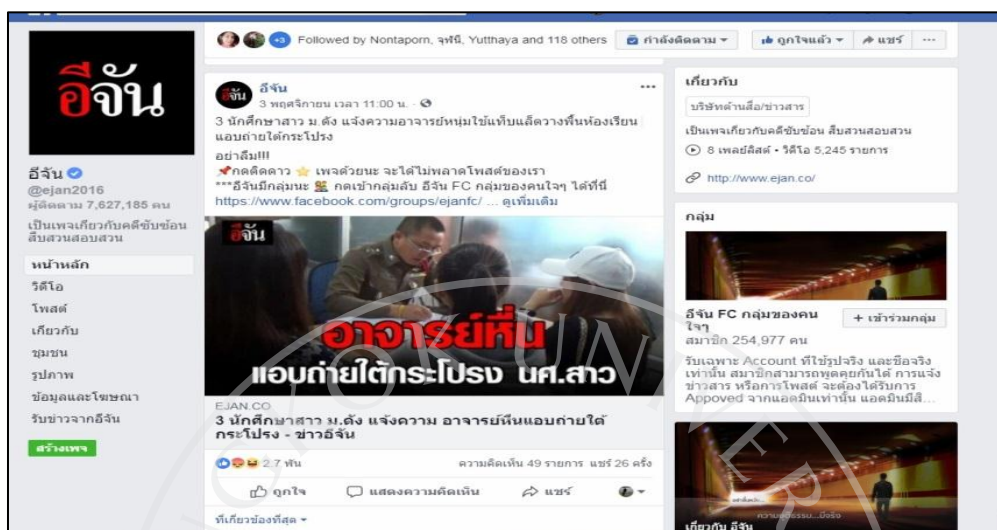 อีจัน
อีจัน
@ejan2016
ผู้ติดตาม 7,627,185 คน
เป็นเพจเกี่ยวกับคดีซับซ้อน
สืบสวนสอบสวน
หน้าหลัก
วิดีโอ
โพสต์
เกี่ยวกับ
ชุมชน
รูปภาพ
ข้อมูลและโฆษณา
รับข่าวจากอีจัน
สร้างเพจ
+3 Followed by Nontaporn, จุฬินี, Yutthaya and 118 others
กำลังติดตาม
ถูกใจแล้ว
แชร์
อีจัน
อีจัน
3 พฤศจิกายน เวลา 11:00 น.
3 นักศึกษาสาว ม.ดัง แจ้งความอาจารย์หนุ่มใช้แท็บแล็ตวางพื้นห้องเรียน
แอบถ่ายใต้กระโปรง
อย่าลืม!!!
📌กดติดดาว ⭐ เพจด้วยนะ จะได้ไม่พลาดโพสต์ของเรา
***อีจันมีกลุ่มนะ กดเข้ากลุ่มลับ อีจัน FC กลุ่มของคนใจๆ ได้ที่นี่
https://www.facebook.com/groups/ejanfc/ ... ดูเพิ่มเติม
อีจัน
อาจารย์หื่น
แอบถ่ายใต้กระโปรง นศ.สาว
EJAN.CO
3 นักศึกษาสาว ม.ดัง แจ้งความ อาจารย์หื่นแอบถ่ายใต้
กระโปรง - ข่าวอีจัน
2.7 พัน
ความคิดเห็น 49 รายการ แชร์ 26 ครั้ง
ถูกใจ
แสดงความคิดเห็น
แชร์
ที่เกี่ยวข้องที่สุด
เกี่ยวกับ
บริษัทด้านสื่อ/ข่าวสาร
เป็นเพจเกี่ยวกับคดีซับซ้อน สืบสวนสอบสวน
8 เพลย์ลิสต์ • วิดีโอ 5,245 รายการ
http://www.ejan.co/
กลุ่ม
อีจัน FC กลุ่มของคน
ใจๆ
+ เข้าร่วมกลุ่ม
สมาชิก 254,977 คน
รับเฉพาะ Account ที่ใช้รูปจริง และชื่อจริง
เท่านั้น สมาชิกสามารถพูดคุยกันได้ การแจ้ง
ข่าวสาร หรือการโพสต์ จะต้องได้รับการ
Appoved จากแอดมินเท่านั้น แอดมินมีสิ...
ความยุติธรรม...มีจริง
เกี่ยวกับ อีจัน